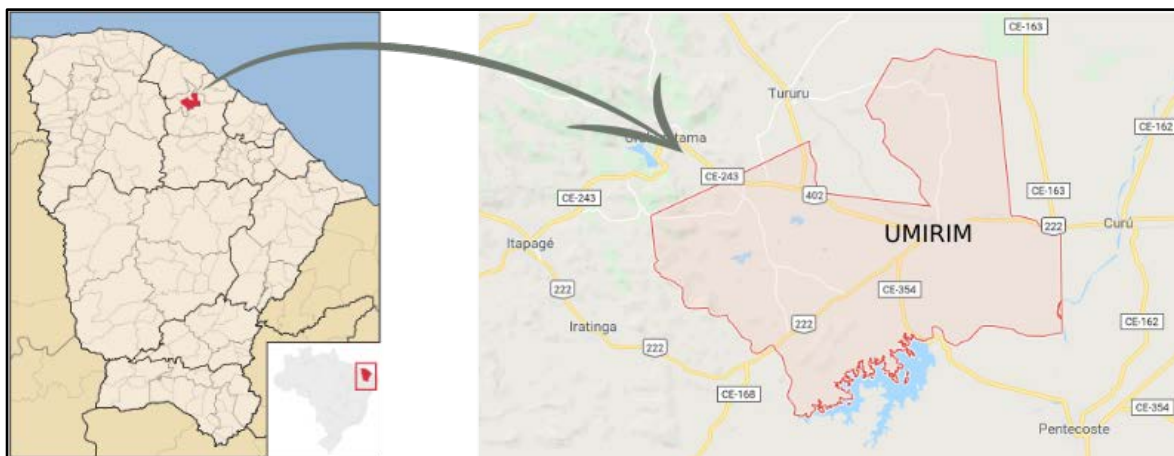 CE-163
Tururu
CE-162
CE-243
402
CE-243
CE-163
222
Curú
UMIRIM
Itapagé
222
CE-354
Iratinga
222
CE-162
222
CE-168
CE-354
Pentecoste